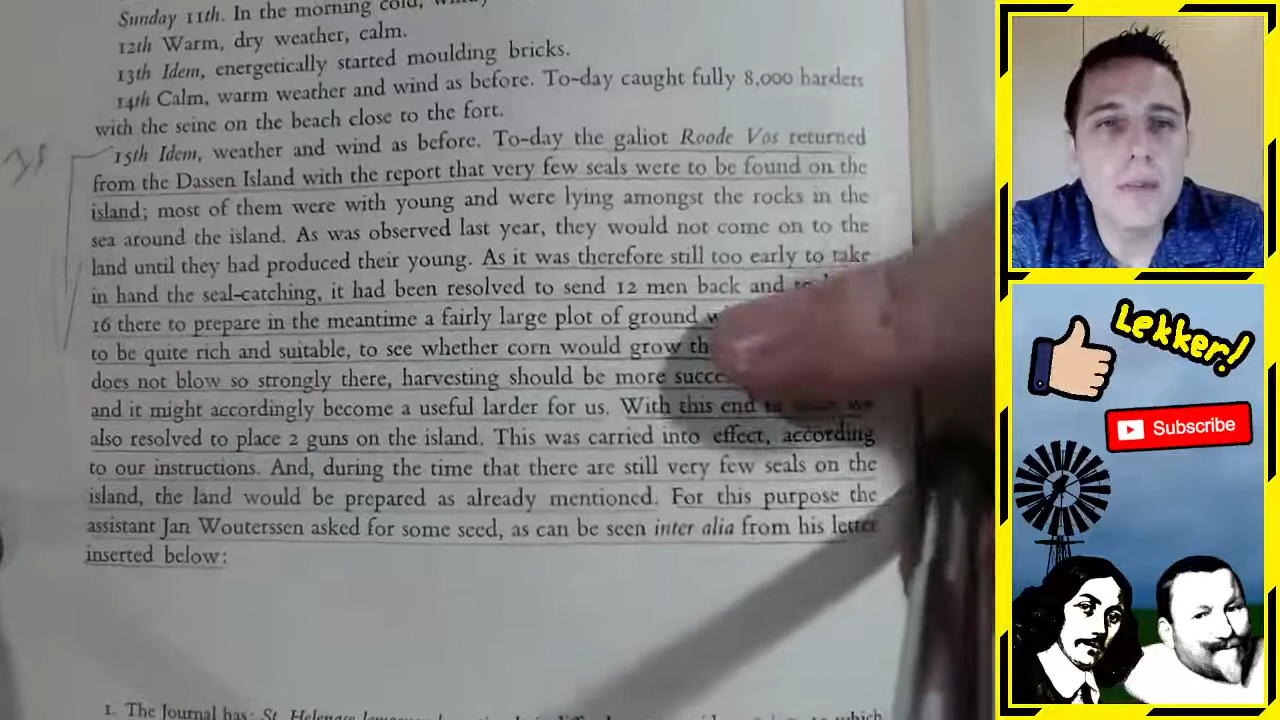 Sunday 11th. In the morning cold,
12th Warm, dry weather, calm.
13th Idem, energetically started moulding bricks.
14th Calm, warm weather and wind as before. To-day caught fully 8,000 harders
with the seine on the beach close to the fort.
15th Idem, weather and wind as before. To-day the galiot Roode Vos returned
from the Dassen Island with the report that very few seals were to be found on the
island; most of them were with young and were lying amongst the rocks in the
sea around the island. As was observed last year, they would not come on to the
land until they had produced their young. As it was therefore still too early to take
in hand the seal-catching, it had been resolved to send 12 men back and
16 there to prepare in the meantime a fairly large plot of ground
to be quite rich and suitable, to see whether corn would grow
does not blow so strongly there, harvesting should be more
and it might accordingly become a useful larder for us. With this end
also resolved to place 2 guns on the island. This was carried into effect, according
to our instructions. And, during the time that there are still very few seals on the
island, the land would be prepared as already mentioned. For this purpose the
assistant Jan Wouterssen asked for some seed, as can be seen inter alia from his letter
inserted below:
1. The Journal has: St. Helenase
which
Lekker!
Subscribe